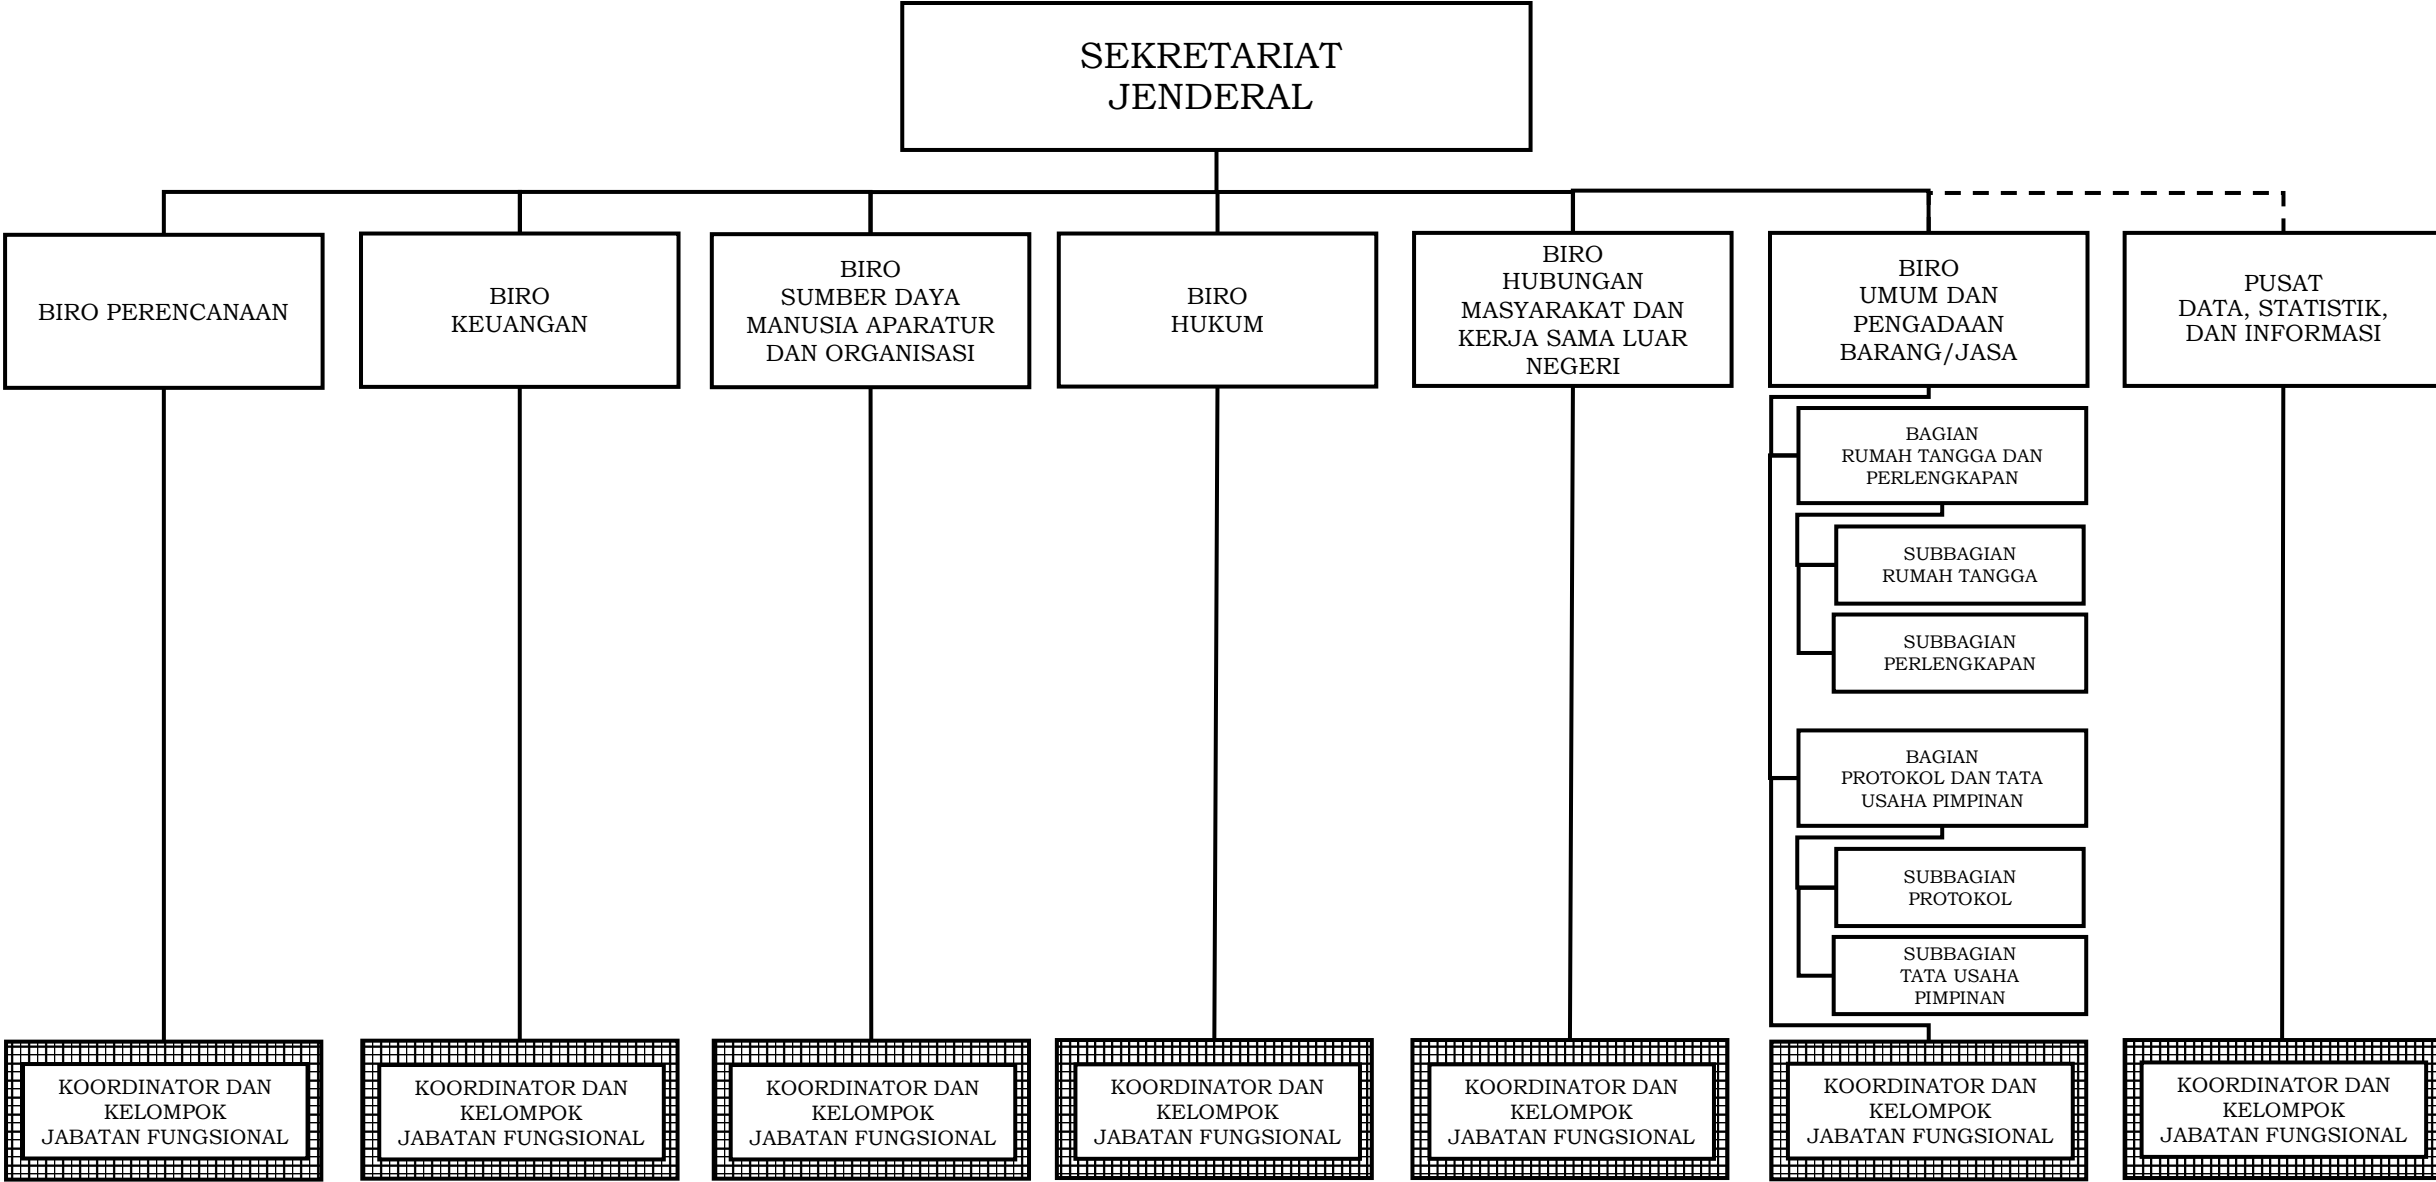 SEKRETARIAT
JENDERAL
BIRO PERENCANAAN
BIRO
KEUANGAN
BIRO
SUMBER DAYA
MANUSIA APARATUR
DAN ORGANISASI
BIRO
HUKUM
BIRO
HUBUNGAN
MASYARAKAT DAN
KERJA SAMA LUAR
NEGERI
BIRO
UMUM DAN
PENGADAAN
BARANG/JASA
PUSAT
DATA, STATISTIK,
DAN INFORMASI
BAGIAN
RUMAH TANGGA DAN
PERLENGKAPAN
SUBBAGIAN
RUMAH TANGGA
SUBBAGIAN
PERLENGKAPAN
BAGIAN
PROTOKOL DAN TATA
USAHA PIMPINAN
SUBBAGIAN
PROTOKOL
SUBBAGIAN
TATA USAHA
PIMPINAN
KOORDINATOR DAN
KELOMPOK
JABATAN FUNGSIONAL
KOORDINATOR DAN
KELOMPOK
JABATAN FUNGSIONAL
KOORDINATOR DAN
KELOMPOK
JABATAN FUNGSIONAL
KOORDINATOR DAN
KELOMPOK
JABATAN FUNGSIONAL
KOORDINATOR DAN
KELOMPOK
JABATAN FUNGSIONAL
KOORDINATOR DAN
KELOMPOK
JABATAN FUNGSIONAL
KOORDINATOR DAN
KELOMPOK
JABATAN FUNGSIONAL